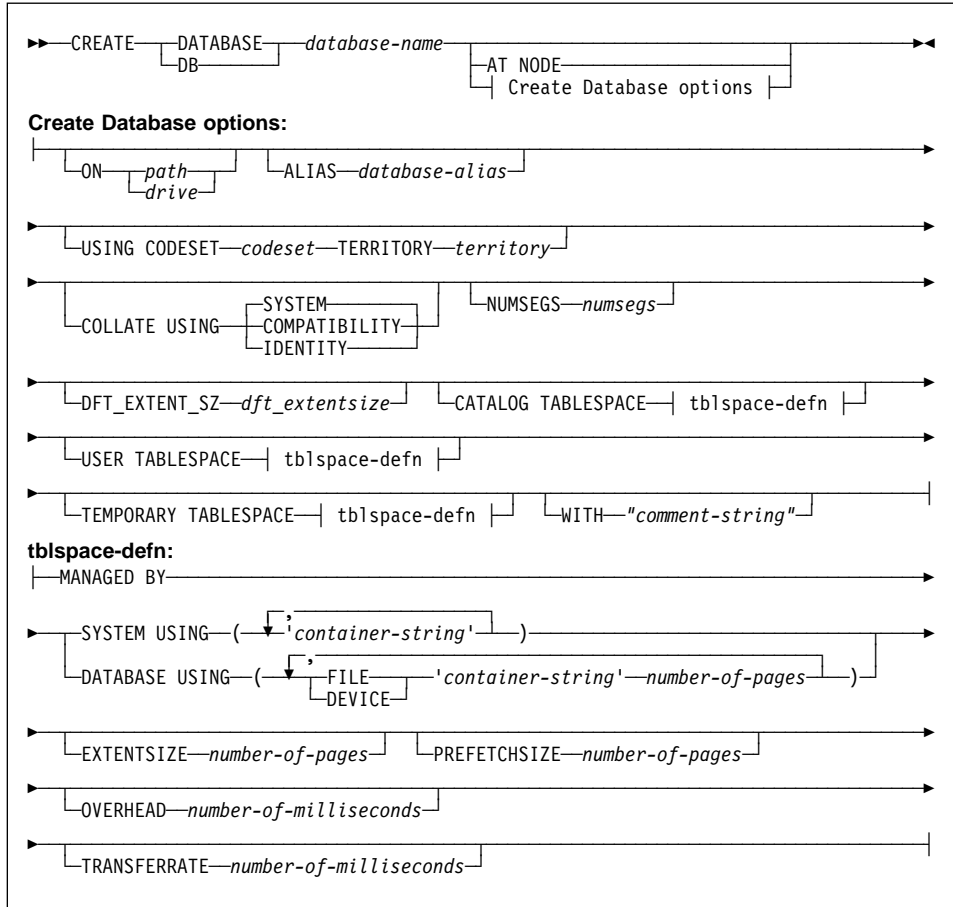 CREATE DATABASE database-name
DB AT NODE
Create Database options
Create Database options:
ON path ALIAS database-alias
drive
USING CODESET codeset TERRITORY territory
SYSTEM NUMSEGS numsegs
COLLATE USING COMPATIBILITY
IDENTITY
DFT_EXTENT_SZ dft_extentsize CATALOG TABLESPACE tblspace-defn
USER TABLESPACE tblspace-defn
TEMPORARY TABLESPACE tblspace-defn WITH "comment-string"
tblspace-defn:
MANAGED BY
,
SYSTEM USING ( 'container-string' )
,
DATABASE USING ( FILE 'container-string' number-of-pages )
DEVICE
EXTENTSIZE number-of-pages PREFETCHSIZE number-of-pages
OVERHEAD number-of-milliseconds
TRANSFERRATE number-of-milliseconds